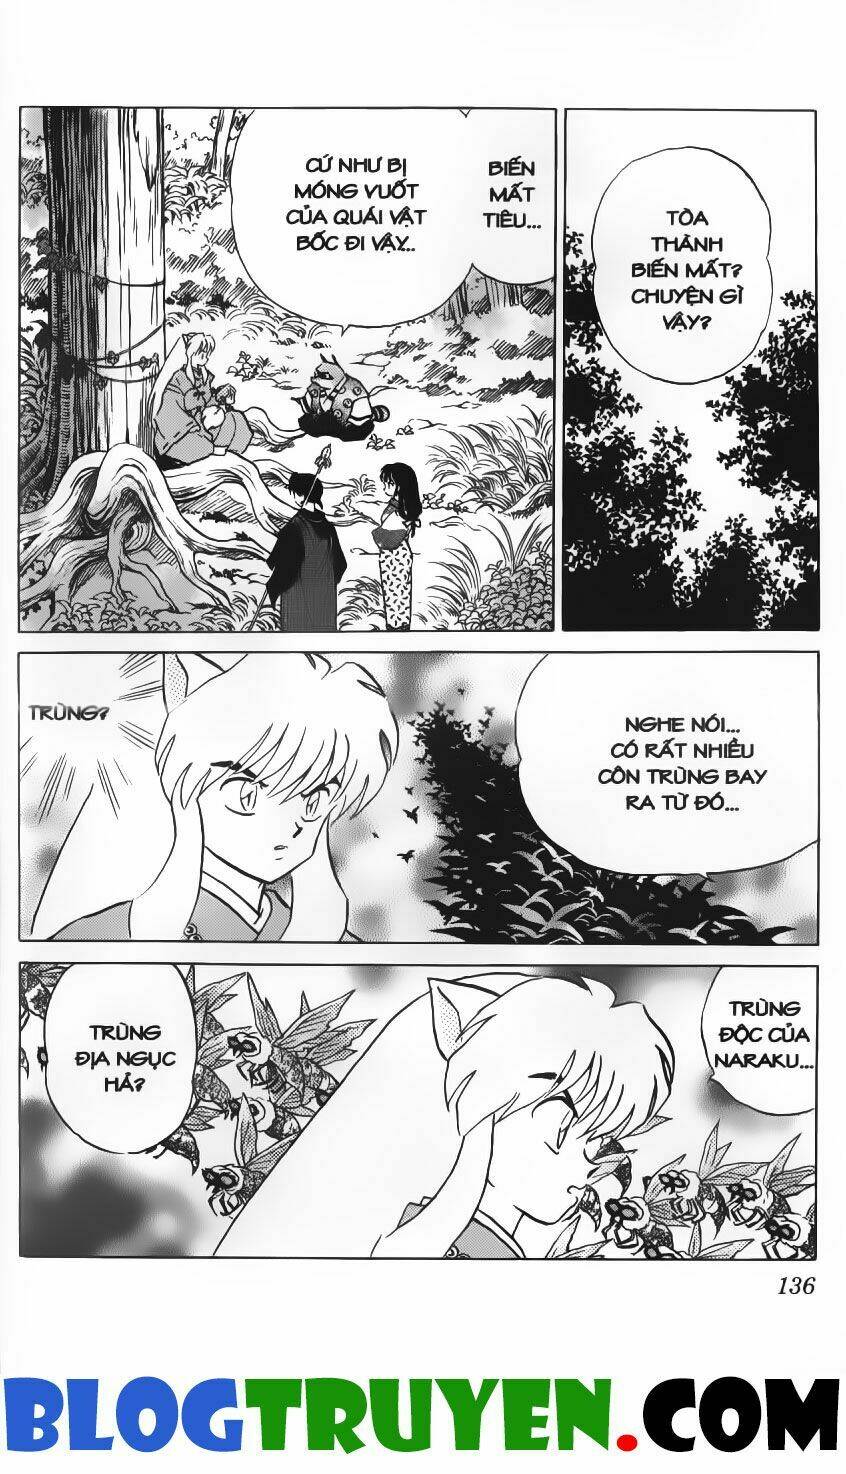 TÒA
THÀNH
BIẾN MẤT?
CHUYỆN GÌ
VẬY?
BIẾN
MẤT
TIÊU...
CỨ NHƯ BỊ
MÓNG VUỐT
CỦA QUÁI VẬT
BỐC ĐI VẬY...
NGHE NÓI...
CÓ RẤT NHIỀU
CÔN TRÙNG BAY
RA TỪ ĐÓ...
TRÙNG?
TRÙNG
ĐỘC CỦA
NARAKU...
TRÙNG
ĐỊA NGỤC
HẢ?
136
BLOGTRUYEN.COM